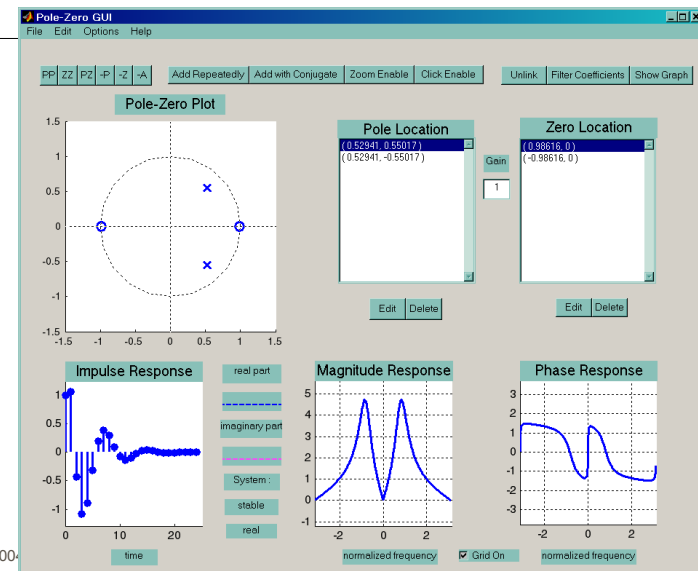 Pole-Zero GUI
File Edit Options Help
PP ZZ PZ -P -Z -A Add Repeatedly Add with Conjugate Zoom Enable Click Enable Unlink Filter Coefficients Show Graph
Pole-Zero Plot
1.5
1
0.5
0
-0.5
-1
-1.5
-1.5 -1 -0.5 0 0.5 1 1.5
Pole Location
( 0.52941, 0.55017 )
( 0.52941, -0.55017 )
Edit Delete
Gain
1
Zero Location
( 0.98616, 0 )
( -0.98616, 0 )
Edit Delete
Impulse Response
1
0.5
0
-0.5
-1
0 10 20
time
real part
imaginary part
System :
stable
real
Magnitude Response
5
4
3
2
1
0
-1
-2 0 2
normalized frequency
Grid On
Phase Response
3
2
1
0
-1
-2
-3
-2 0 2
normalized frequency